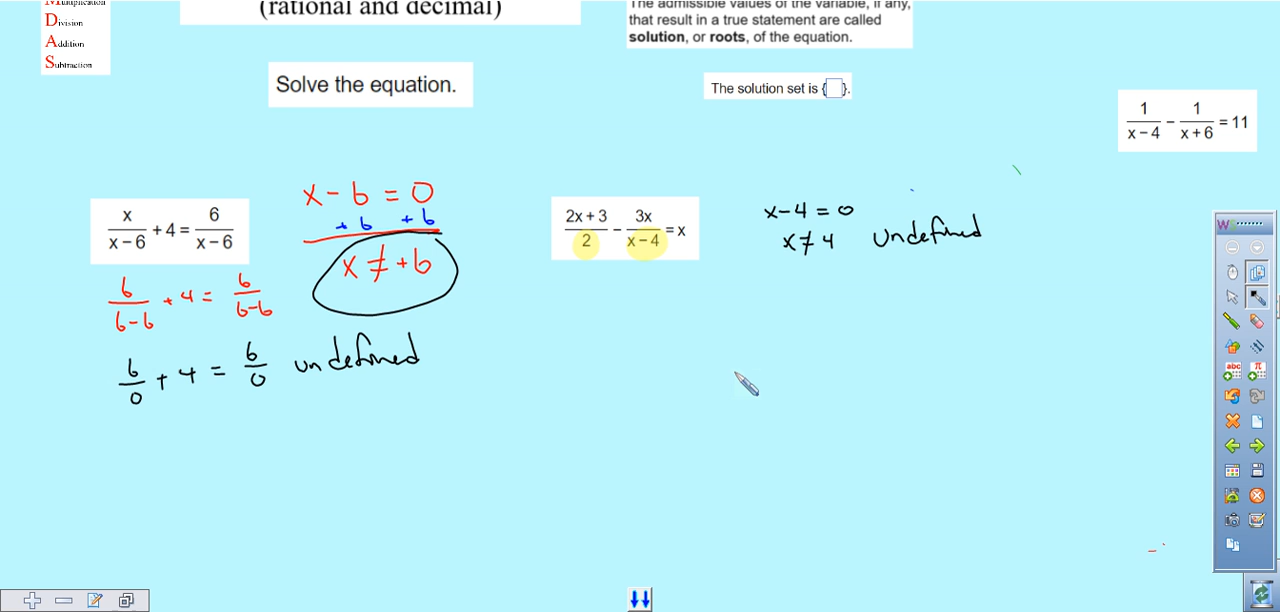 Multiplication
Division
Addition
Subtraction
(rational and decimal)
The admissible values of the variable, if any,
that result in a true statement are called
solution, or roots, of the equation.
Solve the equation.
The solution set is { }.
1/(x-4) - 1/(x+6) = 11
x/(x-6) + 4 = 6/(x-6)
x - 6 = 0
+ 6 + 6
x ≠ +6
6/(6-6) + 4 = 6/(6-6)
6/0 + 4 = 6/0 undefined
(2x+3)/2 - 3x/(x-4) = x
x-4 = 0
x ≠ 4 undefined
abc
π